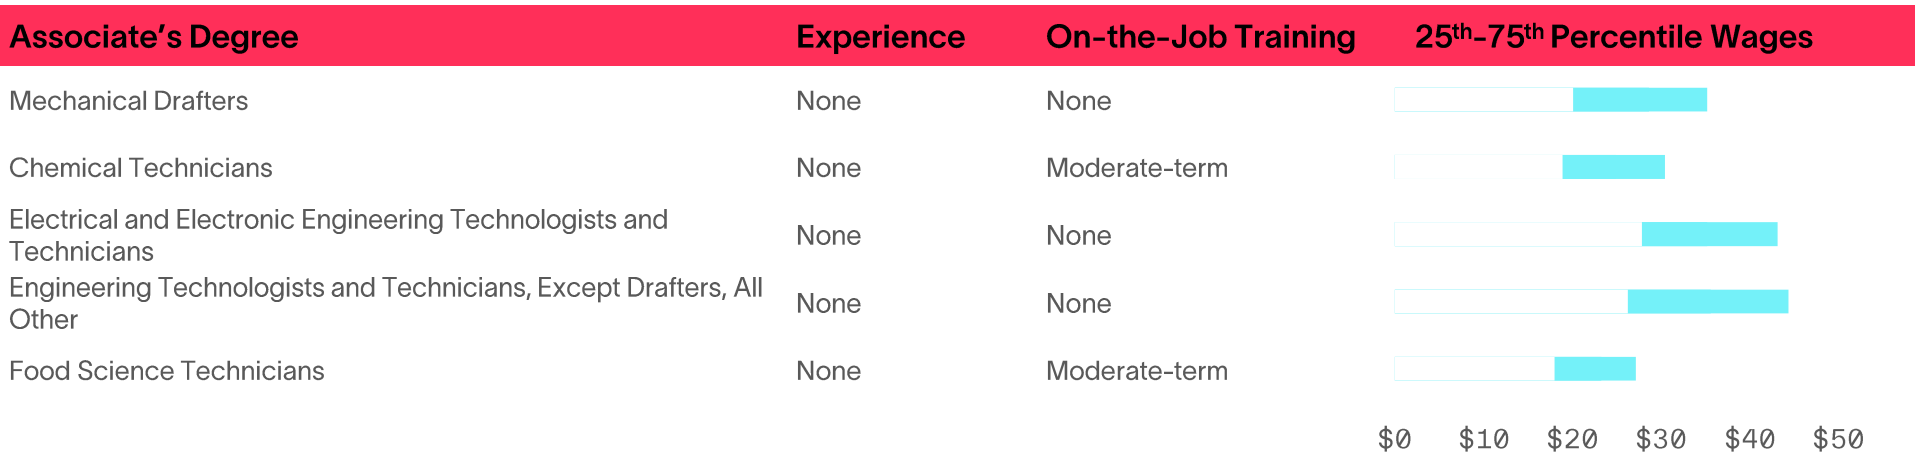 Associate's Degree Experience On-the-Job Training 25th-75th Percentile Wages
Mechanical Drafters None None
Chemical Technicians None Moderate-term
Electrical and Electronic Engineering Technologists and
Technicians None None
Engineering Technologists and Technicians, Except Drafters, All
Other None None
Food Science Technicians None Moderate-term
$0 $10 $20 $30 $40 $50